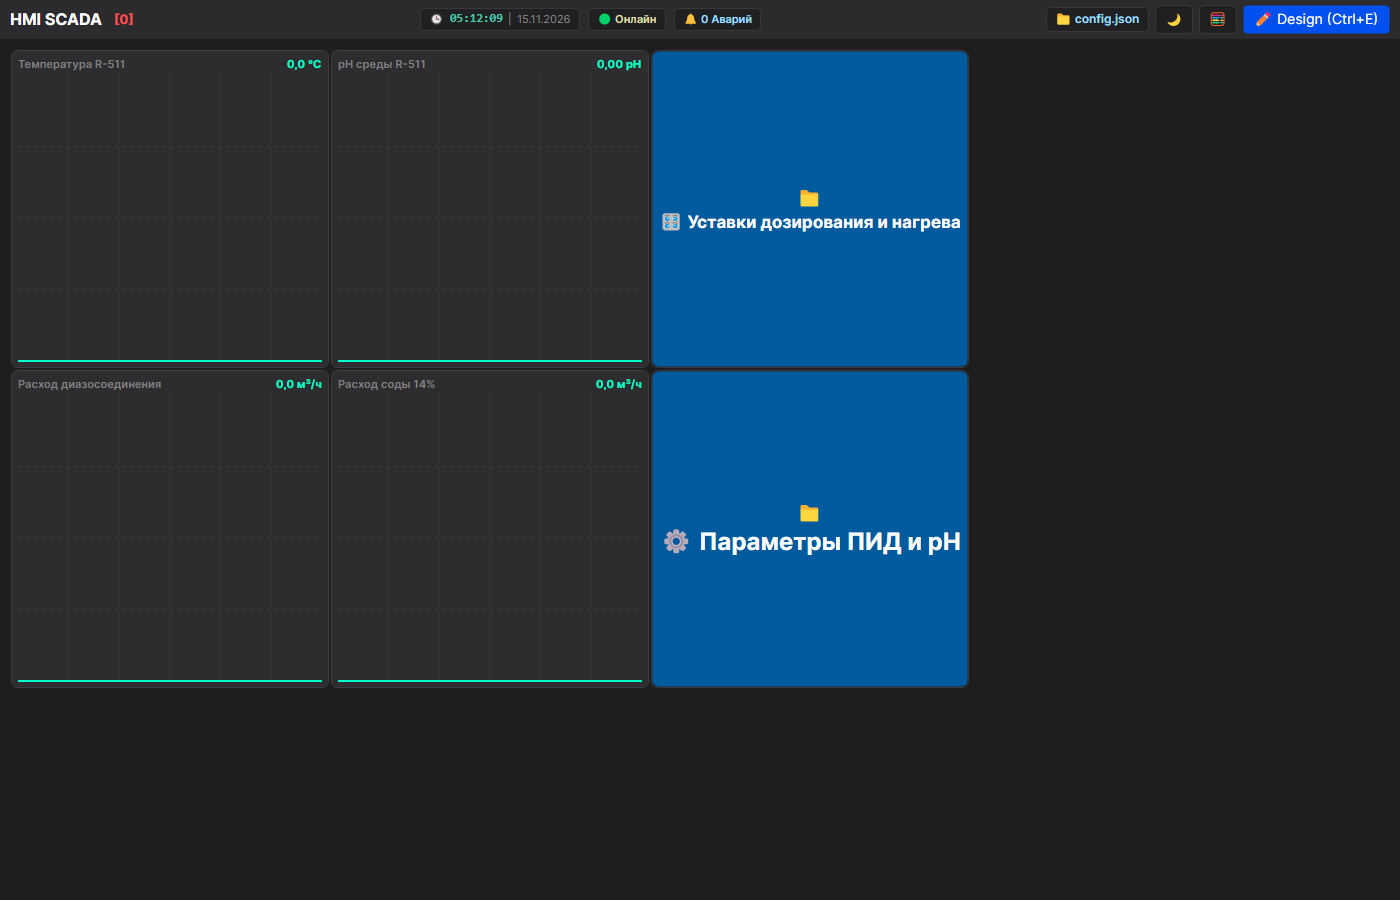 HMI SCADA [0]
05:12:09 | 15.11.2026
Онлайн
0 Аварий
config.json
Design (Ctrl+E)
Температура R-511 0,0 °C
pH среды R-511 0,00 pH
Уставки дозирования и нагрева
Расход диазосоединения 0,0 м³/ч
Расход соды 14% 0,0 м³/ч
Параметры ПИД и pH